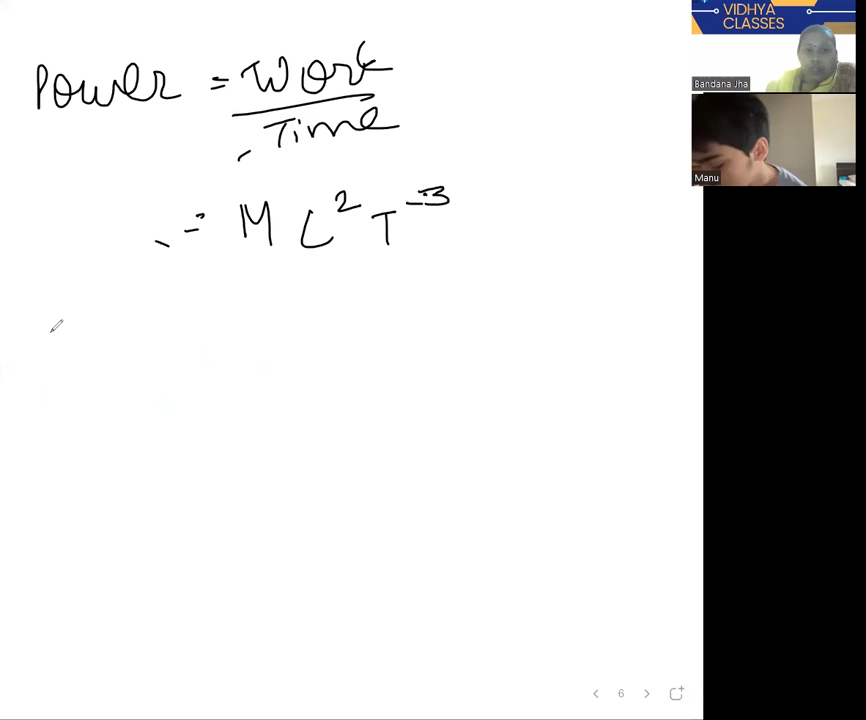 Power = Work
Time
= M L² T⁻³
VIDHYA
CLASSES
Bandana Jha
Manu
6